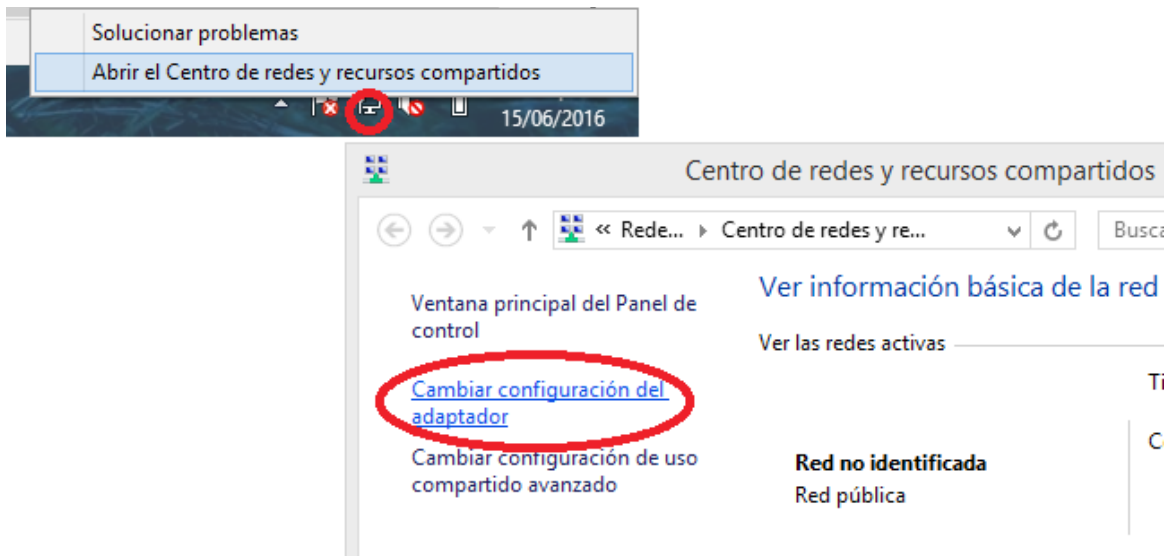 Solucionar problemas
Abrir el Centro de redes y recursos compartidos
15/06/2016
Centro de redes y recursos compartidos
« Rede... Centro de redes y re...
Ver información básica de la red
Ventana principal del Panel de
control
Ver las redes activas
Cambiar configuración del
adaptador
Cambiar configuración de uso
compartido avanzado
Red no identificada
Red pública